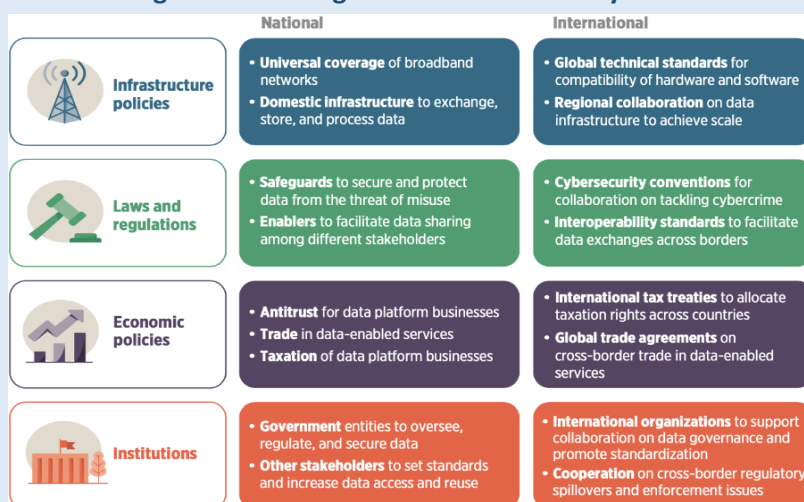 National
International
Infrastructure
policies
• Universal coverage of broadband
networks
• Domestic infrastructure to exchange,
store, and process data
• Global technical standards for
compatibility of hardware and software
• Regional collaboration on data
infrastructure to achieve scale
Laws and
regulations
• Safeguards to secure and protect
data from the threat of misuse
• Enablers to facilitate data sharing
among different stakeholders
• Cybersecurity conventions for
collaboration on tackling cybercrime
• Interoperability standards to facilitate
data exchanges across borders
Economic
policies
• Antitrust for data platform businesses
• Trade in data-enabled services
• Taxation of data platform businesses
• International tax treaties to allocate
taxation rights across countries
• Global trade agreements on
cross-border trade in data-enabled
services
Institutions
• Government entities to oversee,
regulate, and secure data
• Other stakeholders to set standards
and increase data access and reuse
• International organizations to support
collaboration on data governance and
promote standardization
• Cooperation on cross-border regulatory
spillovers and enforcement issues